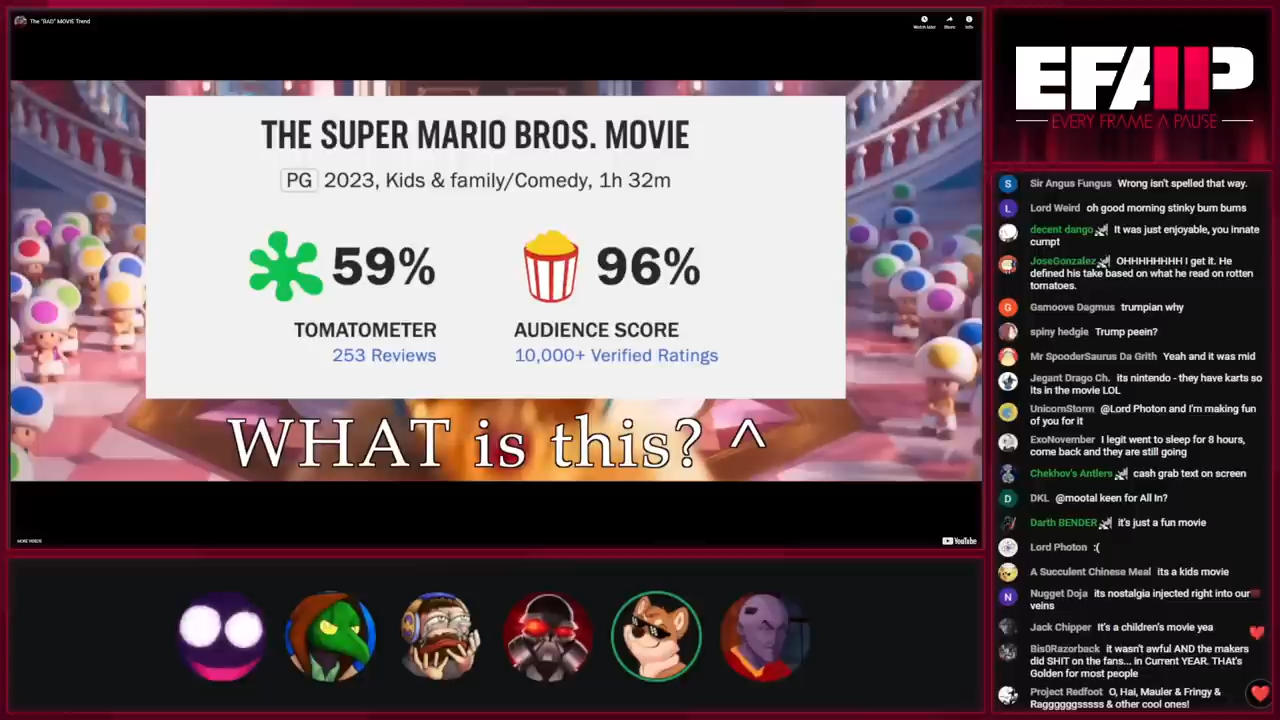 The "BAD" MOVIE Trend
Watch later
Share
Info
THE SUPER MARIO BROS. MOVIE
PG 2023, Kids & family/Comedy, 1h 32m
59%
96%
TOMATOMETER
AUDIENCE SCORE
253 Reviews
10,000+ Verified Ratings
WHAT is this? ^
MORE VIDEOS
YouTube
EFAP
EVERY FRAME A PAUSE
S Sir Angus Fungus Wrong isn't spelled that way.
L Lord Weird oh good morning stinky bum bums
decent dango It was just enjoyable, you innate
cumpt
JoseGonzalez OHHHHHHHH I get it. He
defined his take based on what he read on rotten
tomatoes.
G Gsmoove Dagmus trumpian why
spiny hedgie Trump peein?
Mr SpooderSaurus Da Grith Yeah and it was mid
Jegant Drago Ch. its nintendo - they have karts so
its in the movie LOL
UnicornStorm @Lord Photon and I'm making fun
of you for it
ExoNovember I legit went to sleep for 8 hours,
come back and they are still going
Chekhov's Antlers cash grab text on screen
D DKL @mootal keen for All In?
Darth BENDER it's just a fun movie
Lord Photon :(
A Succulent Chinese Meal its a kids movie
N Nugget Doja its nostalgia injected right into our
veins
Jack Chipper It's a children's movie yea
Bis0Razorback it wasn't awful AND the makers
did SHIT on the fans... in Current YEAR. THAt's
Golden for most people
Project Redfoot O, Hai, Mauler & Fringy &
Raggggggsssss & other cool ones!